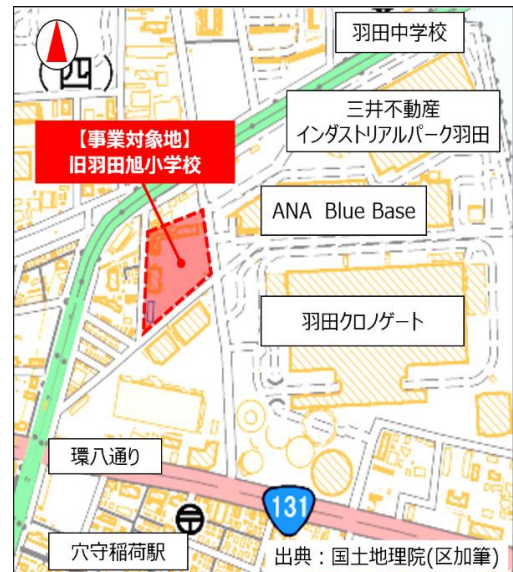 羽田中学校
(四)
三井不動産
インダストリアルパーク羽田
【事業対象地】
旧羽田旭小学校
ANA Blue Base
羽田クロノゲート
環八通り
131
穴守稲荷駅
出典：国土地理院(区加筆)